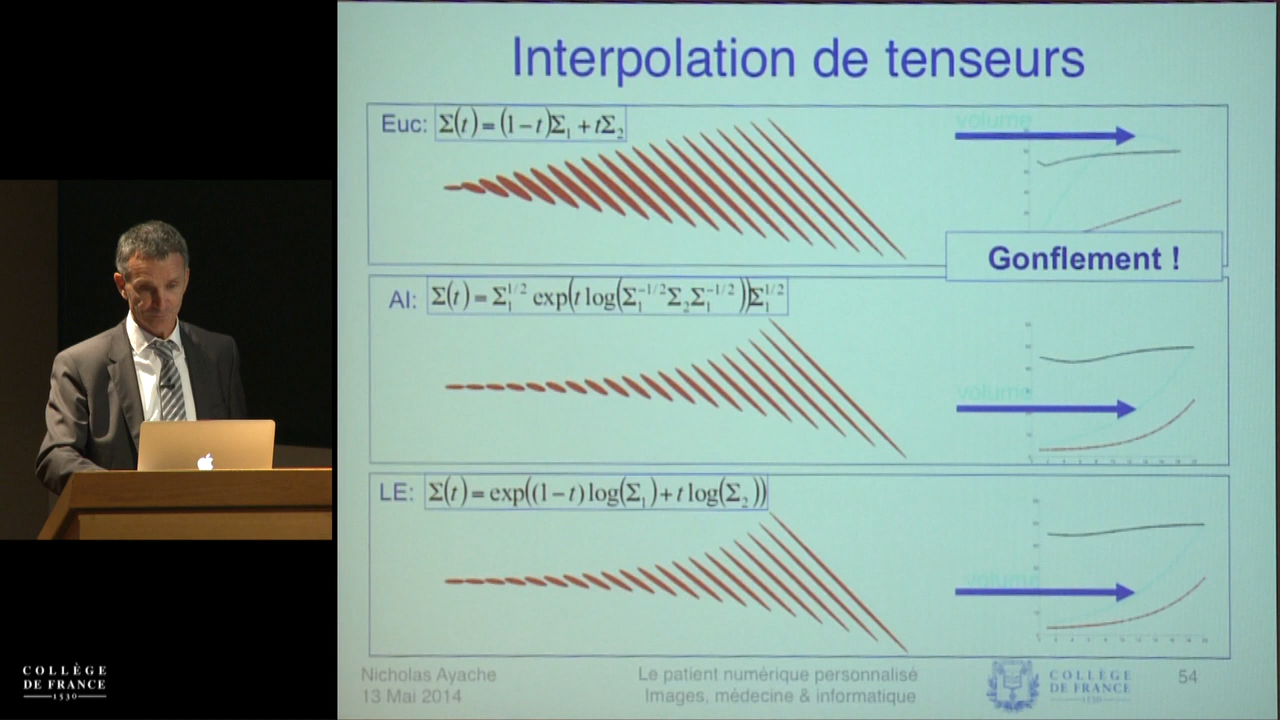 Interpolation de tenseurs
Euc: Σ(t) = (1−t)Σ₁ + tΣ₂
volume
Gonflement !
AI: Σ(t) = Σ₁^{1/2} exp(t log(Σ₁^{−1/2}Σ₂Σ₁^{−1/2}))Σ₁^{1/2}
volume
LE: Σ(t) = exp((1−t) log(Σ₁) + t log(Σ₂))
volume
Nicholas Ayache
13 Mai 2014
Le patient numérique personnalisé
Images, médecine & informatique
COLLÈGE
DE FRANCE
1530
54
COLLÈGE
DE FRANCE
1530